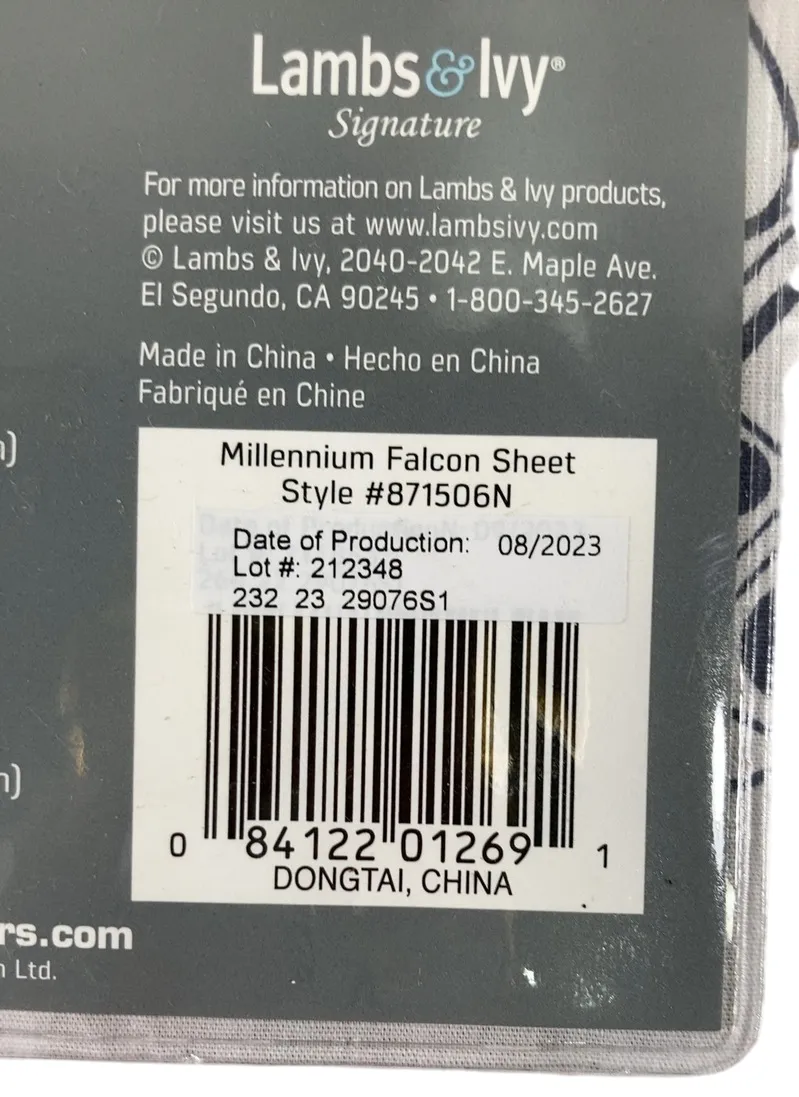 Lambs & Ivy®
Signature
For more information on Lambs & Ivy products,
please visit us at www.lambsivy.com
© Lambs & Ivy, 2040-2042 E. Maple Ave.
El Segundo, CA 90245 • 1-800-345-2627
Made in China • Hecho en China
Fabriqué en Chine
Millennium Falcon Sheet
Style #871506N
Date of Production: 08/2023
Lot #: 212348
232 23 29076S1
0 84122 01269 1
DONGTAI, CHINA
rs.com
Ltd.